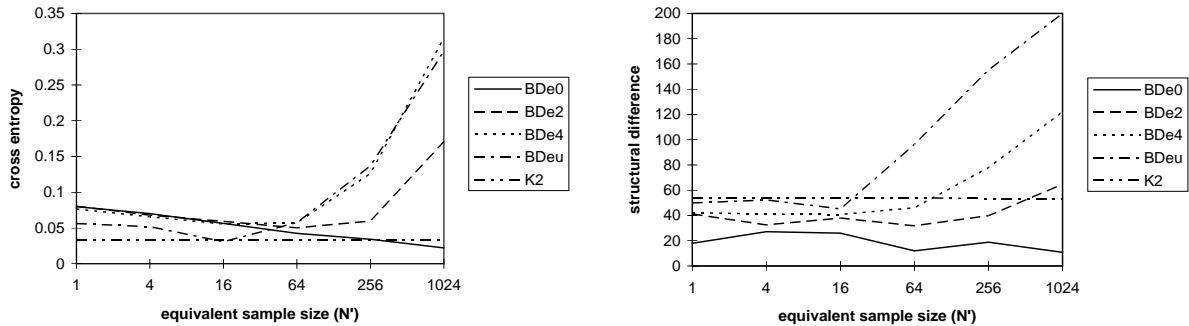 0.35
0.3
0.25
0.2
0.15
0.1
0.05
0
cross entropy
1 4 16 64 256 1024
equivalent sample size (N')
BDe0
BDe2
BDe4
BDeu
K2
200
180
160
140
120
100
80
60
40
20
0
structural difference
1 4 16 64 256 1024
equivalent sample size (N')
BDe0
BDe2
BDe4
BDeu
K2